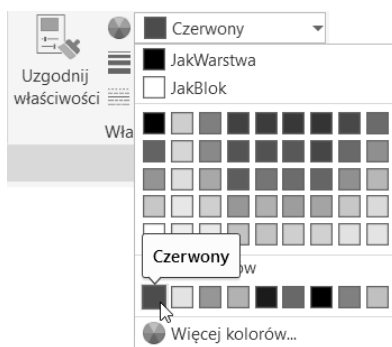 Czerwony
JakWarstwa
Uzgodnij
właściwości
JakBlok
Wła
Czerwony
ow
Więcej kolorów...